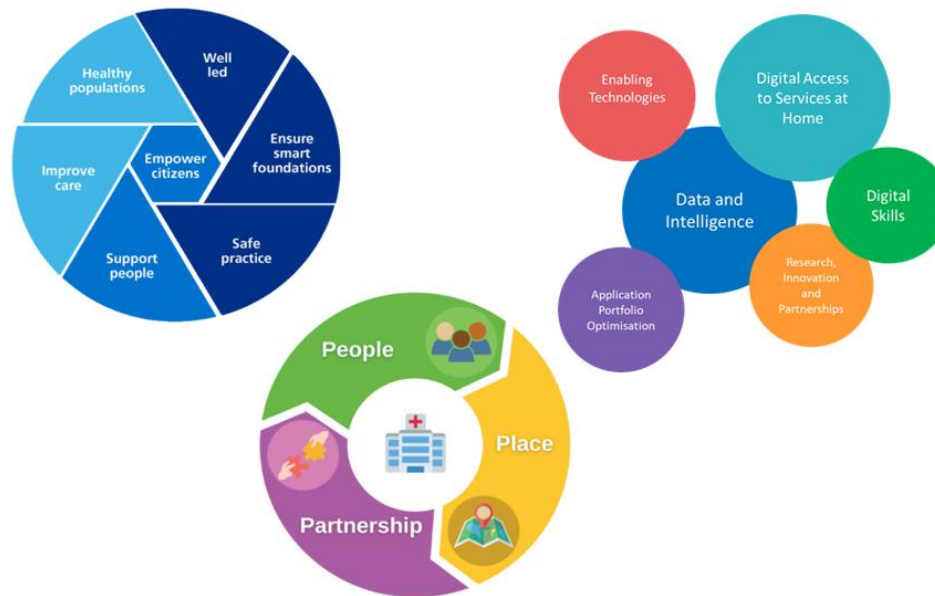 Healthy
populations
Well
led
Ensure
smart
foundations
Safe
practice
Support
people
Improve
care
Empower
citizens
Enabling
Technologies
Digital Access
to Services at
Home
Data and
Intelligence
Digital
Skills
Application
Portfolio
Optimisation
Research,
Innovation
and
Partnerships
People
Place
Partnership